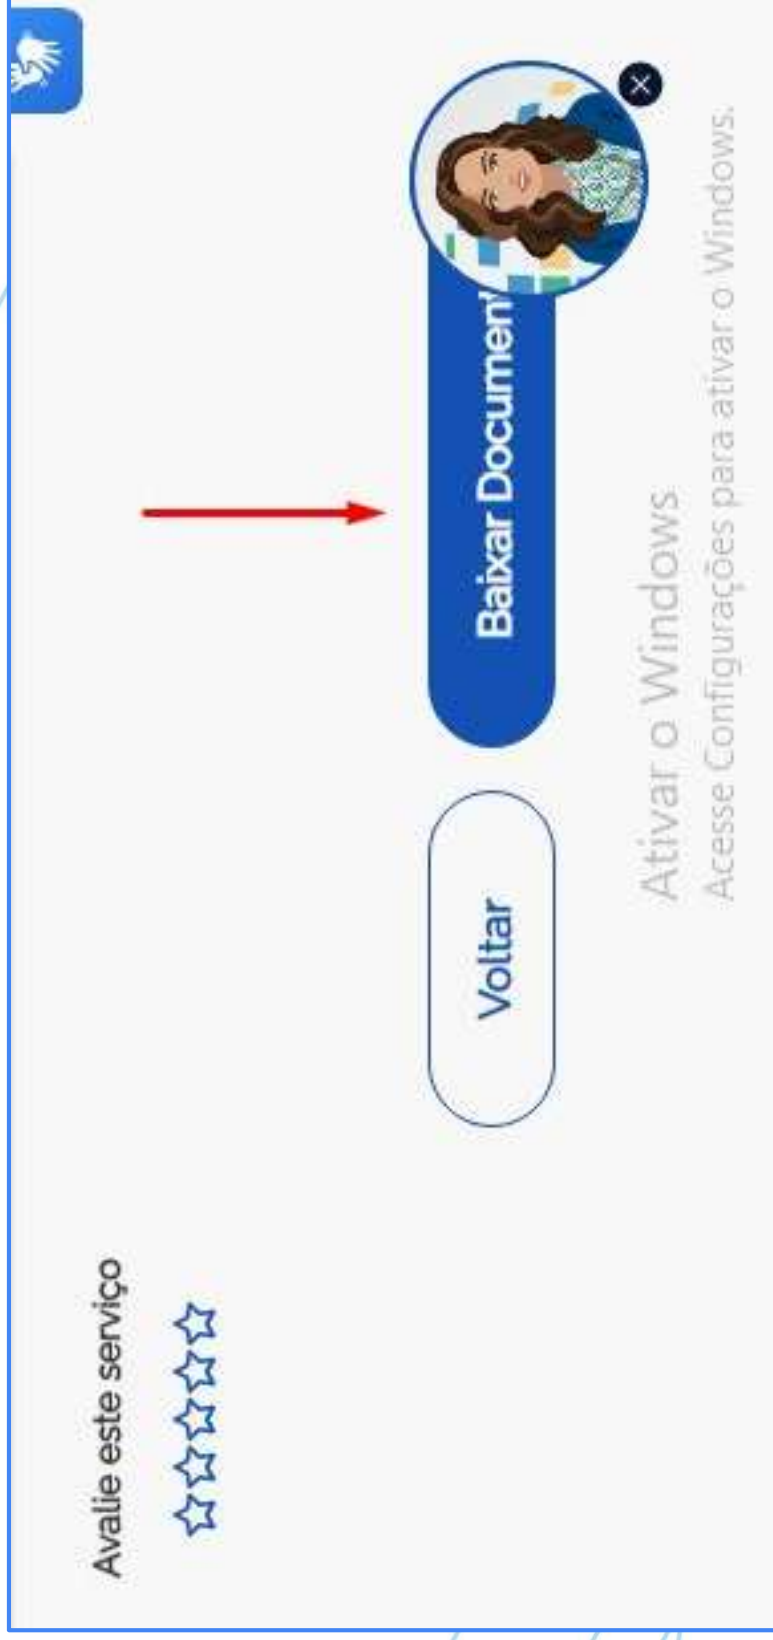 Avalie este serviço
Voltar
Baixar Documen
Ativar o Windows
Acesse Configurações para ativar o Windows.